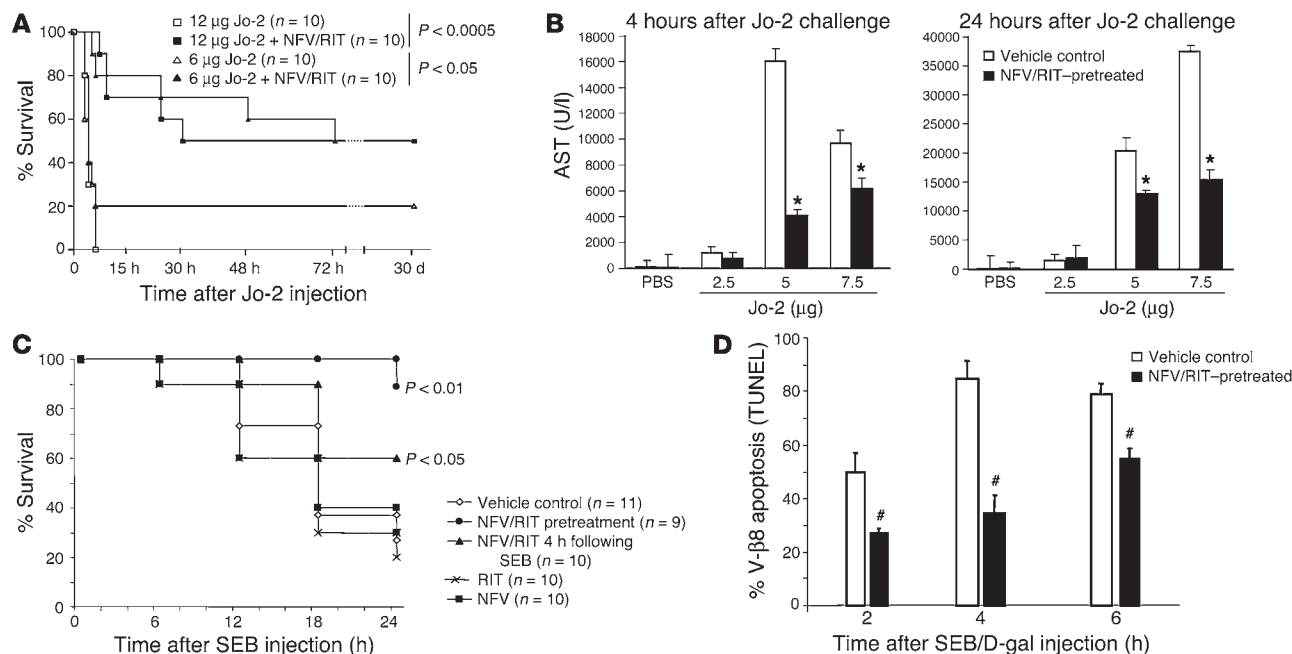 A
12 µg Jo-2 (n = 10)
12 µg Jo-2 + NFV/RIT (n = 10)
P < 0.0005
6 µg Jo-2 (n = 10)
6 µg Jo-2 + NFV/RIT (n = 10)
P < 0.05
% Survival
100
80
60
40
20
0
0 15 h 30 h 48 h 72 h 30 d
Time after Jo-2 injection
B
4 hours after Jo-2 challenge
AST (U/l)
18000
16000
14000
12000
10000
8000
6000
4000
2000
0
* *
PBS 2.5 5 7.5
Jo-2 (µg)
24 hours after Jo-2 challenge
Vehicle control
NFV/RIT–pretreated
40000
35000
30000
25000
20000
15000
10000
5000
0
* *
PBS 2.5 5 7.5
Jo-2 (µg)
C
% Survival
100
80
60
40
20
0
P < 0.01
P < 0.05
0 6 12 18 24
Time after SEB injection (h)
Vehicle control (n = 11)
NFV/RIT pretreatment (n = 9)
NFV/RIT 4 h following
SEB (n = 10)
RIT (n = 10)
NFV (n = 10)
D
Vehicle control
NFV/RIT–pretreated
% V-β8 apoptosis (TUNEL)
100
80
60
40
20
0
# # #
2 4 6
Time after SEB/D-gal injection (h)